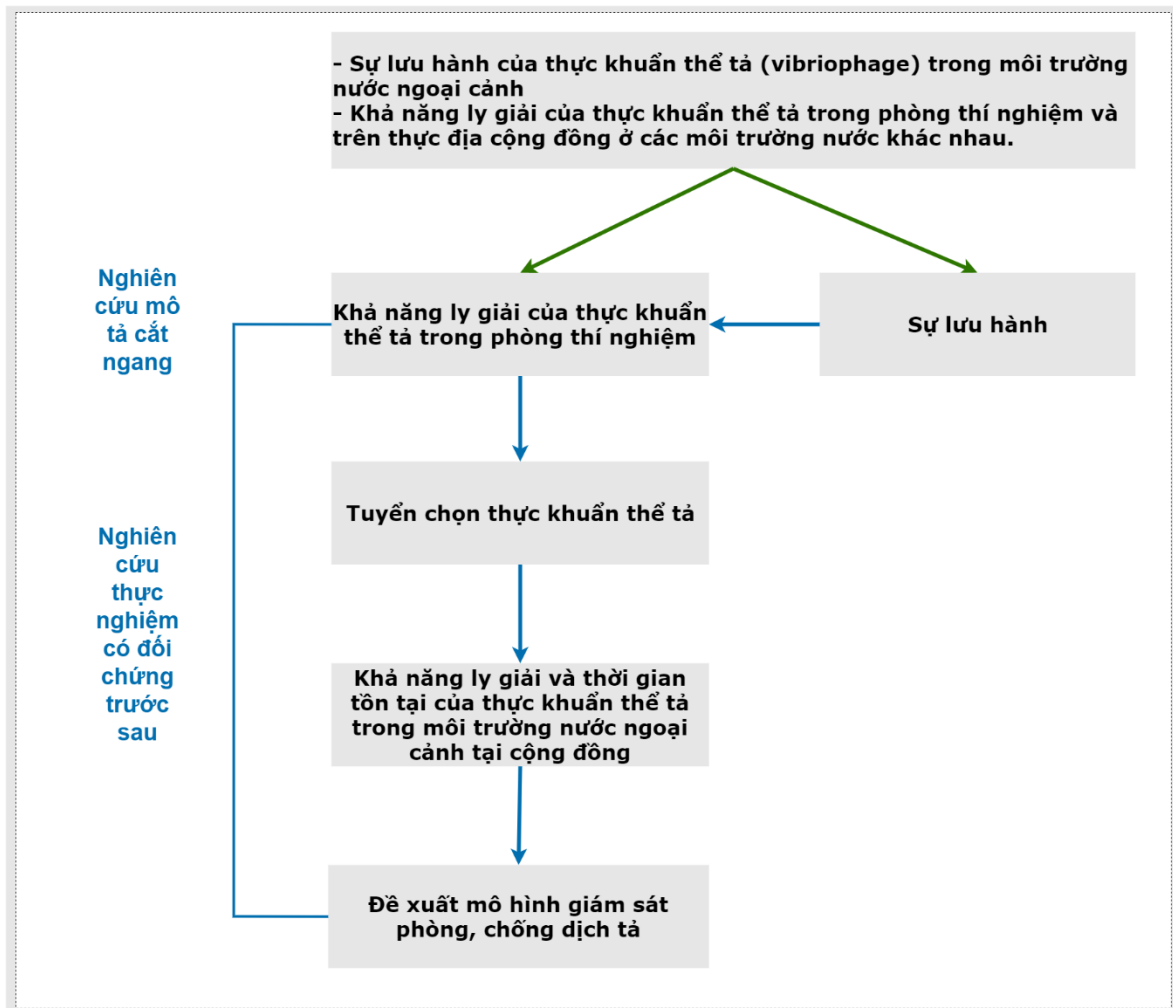 - Sự lưu hành của thực khuẩn thể tả (vibriophage) trong môi trường
nước ngoại cảnh
- Khả năng ly giải của thực khuẩn thể tả trong phòng thí nghiệm và
trên thực địa cộng đồng ở các môi trường nước khác nhau.
Nghiên
cứu mô
tả cắt
ngang
Khả năng ly giải của thực khuẩn
thể tả trong phòng thí nghiệm
Sự lưu hành
Tuyển chọn thực khuẩn thể tả
Nghiên
cứu
thực
nghiệm
có đối
chứng
trước
sau
Khả năng ly giải và thời gian
tồn tại của thực khuẩn thể tả
trong môi trường nước ngoại
cảnh tại cộng đồng
Đề xuất mô hình giám sát
phòng, chống dịch tả